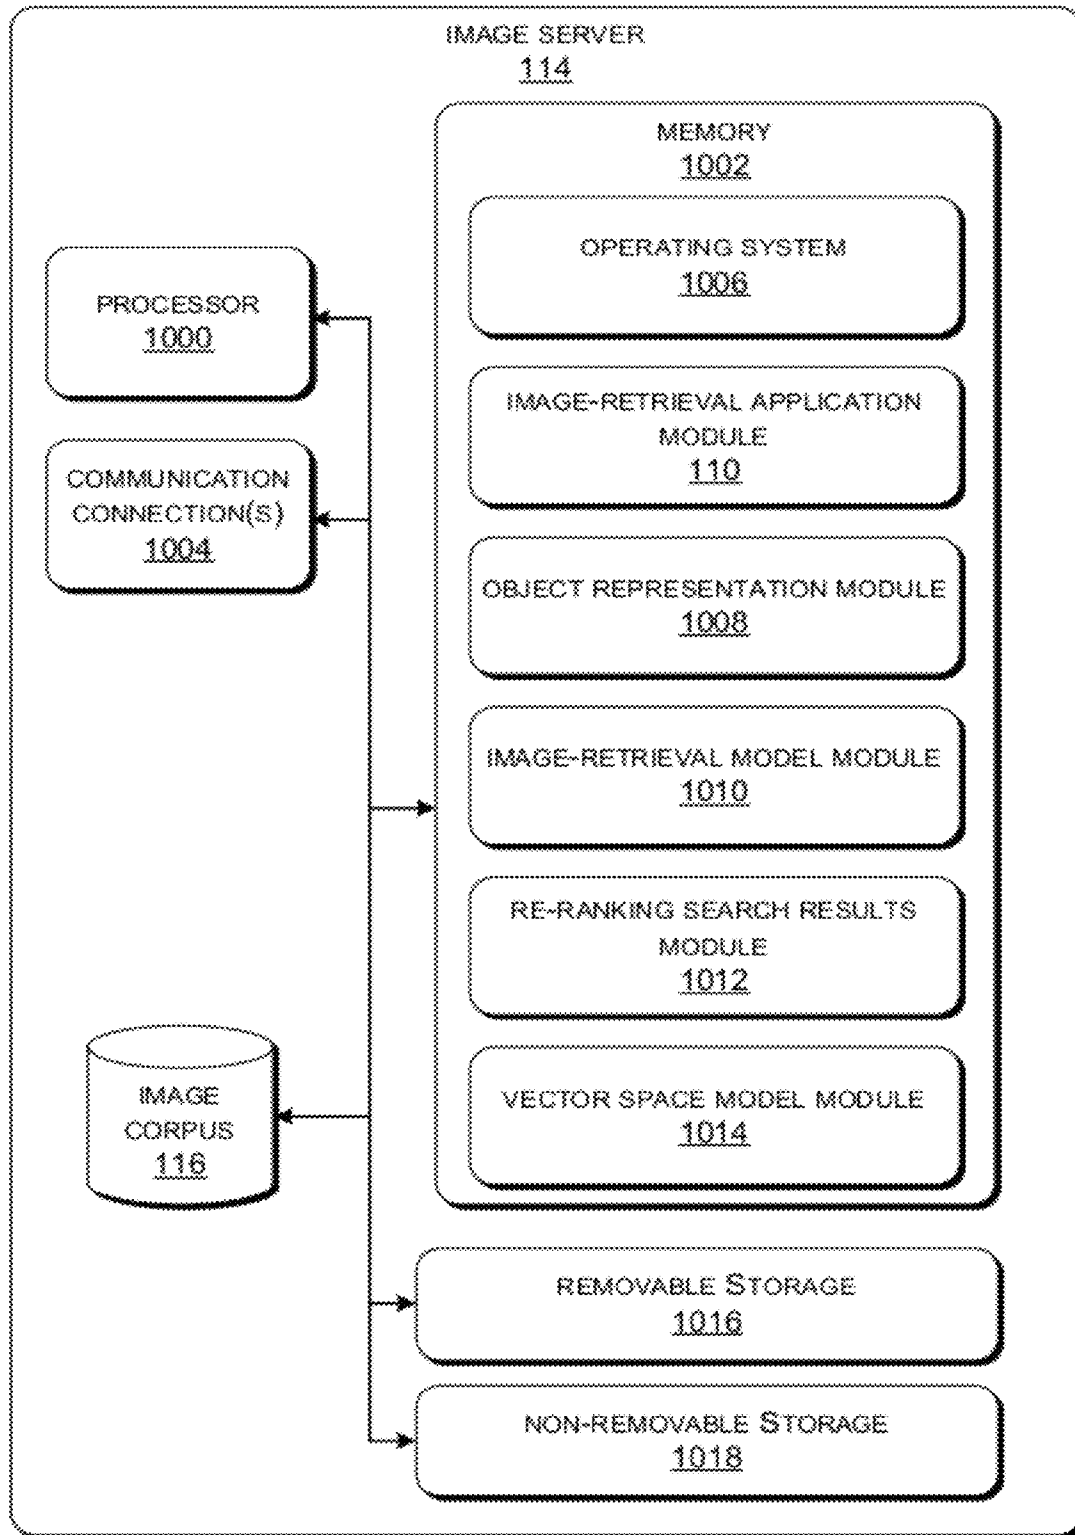 IMAGE SERVER
114
MEMORY
1002
OPERATING SYSTEM
1006
PROCESSOR
1000
IMAGE-RETRIEVAL APPLICATION
MODULE
110
COMMUNICATION
CONNECTION(S)
1004
OBJECT REPRESENTATION MODULE
1008
IMAGE-RETRIEVAL MODEL MODULE
1010
RE-RANKING SEARCH RESULTS
MODULE
1012
IMAGE
CORPUS
116
VECTOR SPACE MODEL MODULE
1014
REMOVABLE STORAGE
1016
NON-REMOVABLE STORAGE
1018